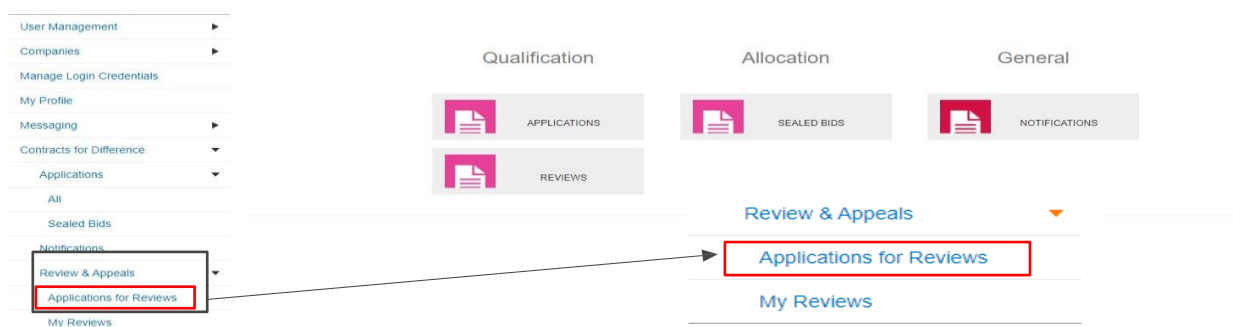 User Management
Companies
Manage Login Credentials
My Profile
Messaging
Contracts for Difference
Applications
All
Sealed Bids
Notifications
Review & Appeals
Applications for Reviews
My Reviews
Qualification
Allocation
General
APPLICATIONS
SEALED BIDS
NOTIFICATIONS
REVIEWS
Review & Appeals
Applications for Reviews
My Reviews